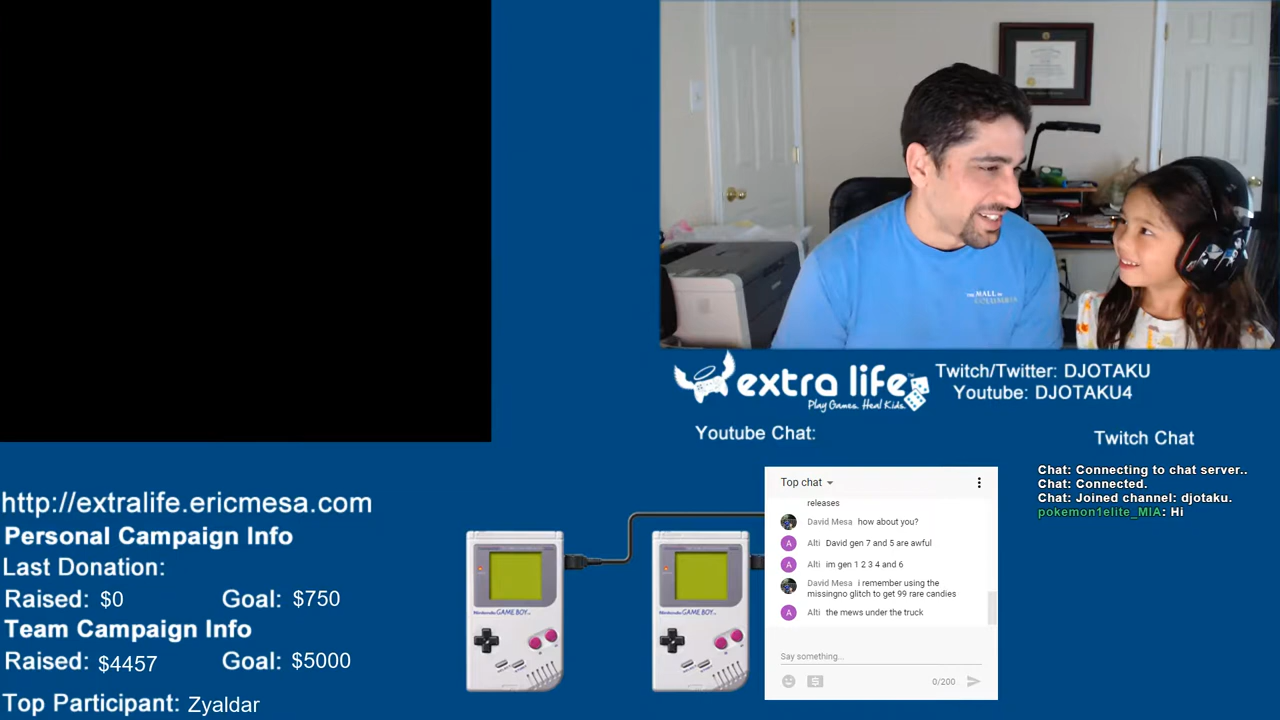 extra life
Play Games. Heal Kids.
Twitch/Twitter: DJOTAKU
Youtube: DJOTAKU4
Youtube Chat:
Twitch Chat
Chat: Connecting to chat server..
Chat: Connected.
Chat: Joined channel: djotaku.
pokemon1elite_MIA: Hi
Top chat
releases
David Mesa how about you?
A Alti David gen 7 and 5 are awful
A Alti im gen 1 2 3 4 and 6
David Mesa i remember using the
missingno glitch to get 99 rare candies
A Alti the mews under the truck
Say something...
0/200
http://extralife.ericmesa.com
Personal Campaign Info
Last Donation:
Raised: $0 Goal: $750
Team Campaign Info
Raised: $4457 Goal: $5000
Top Participant: Zyaldar
Nintendo GAME BOY
Nintendo GAME BOY
THE MALL